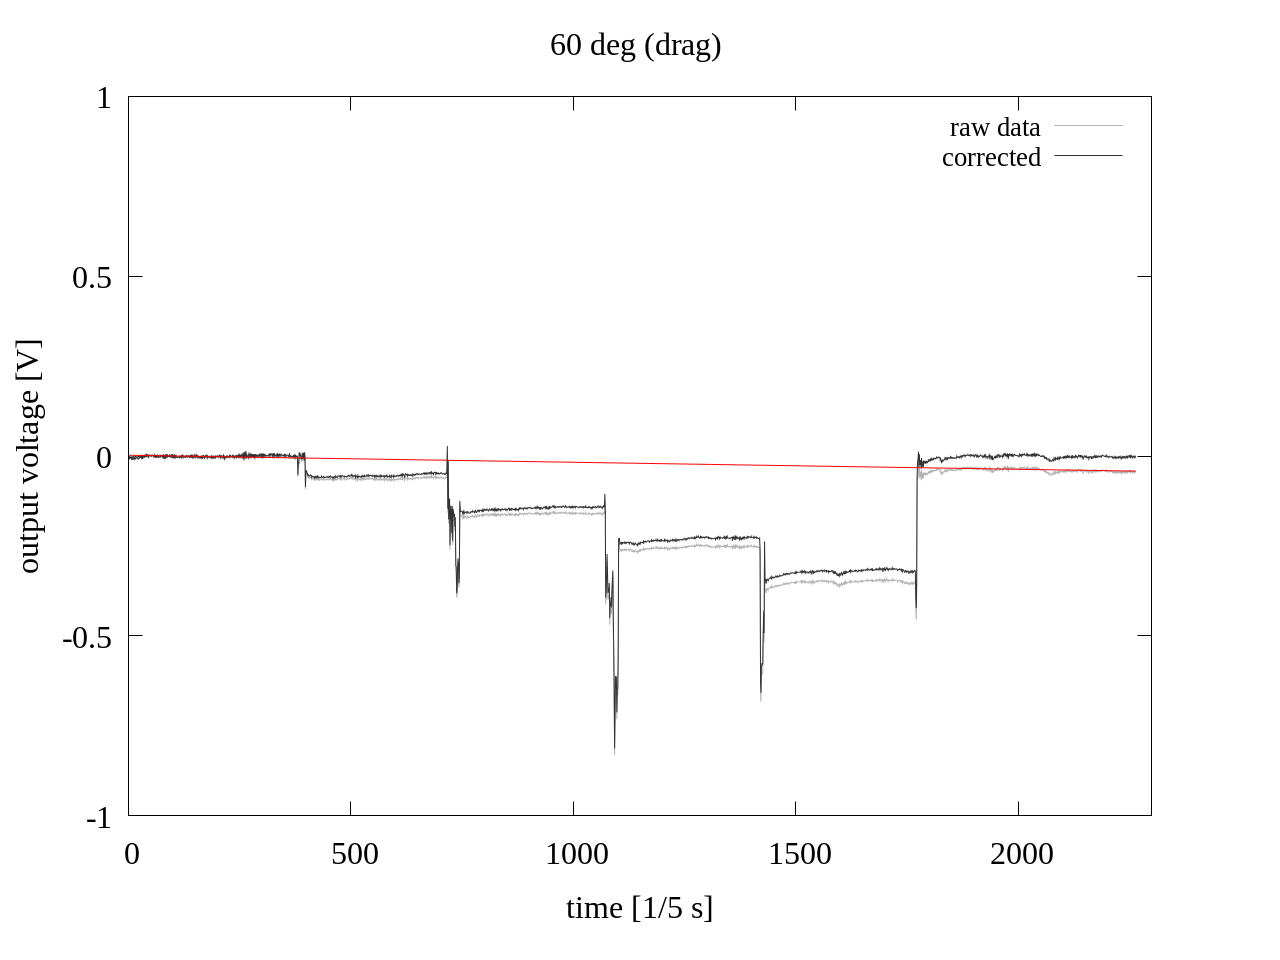 60 deg (drag)
raw data
corrected
1
0.5
0
-0.5
-1
output voltage [V]
0 500 1000 1500 2000
time [1/5 s]